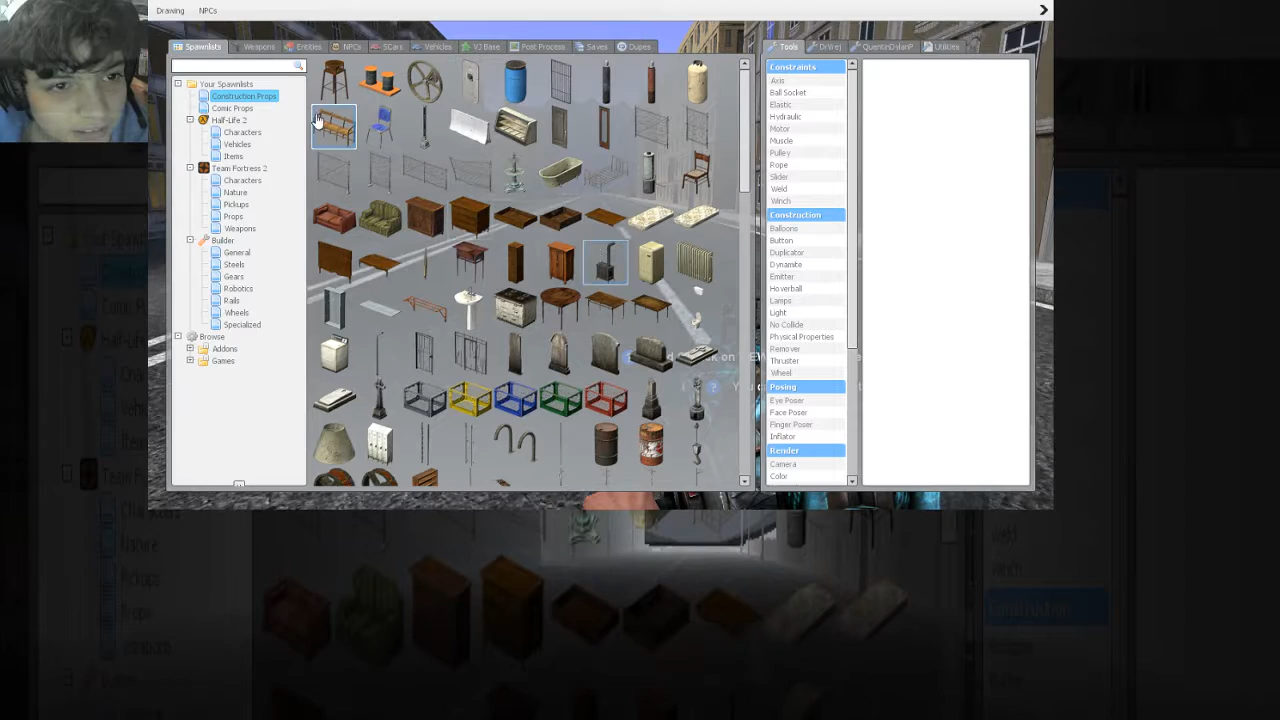 Drawing NPCs
Spawnlists Weapons Entities NPCs SCars Vehicles VJ Base Post Process Saves Dupes
Tools DrVrej QuentinDylanP Utilities
Your Spawnlists
Construction Props
Comic Props
Half-Life 2
Characters
Vehicles
Items
Team Fortress 2
Characters
Nature
Pickups
Props
Weapons
Builder
General
Steels
Gears
Robotics
Rails
Wheels
Specialized
Browse
Addons
Games
Constraints
Axis
Ball Socket
Elastic
Hydraulic
Motor
Muscle
Pulley
Rope
Slider
Weld
Winch
Construction
Balloons
Button
Duplicator
Dynamite
Emitter
Hoverball
Lamps
Light
No Collide
Physical Properties
Remover
Thruster
Wheel
Posing
Eye Poser
Face Poser
Finger Poser
Inflator
Render
Camera
Color